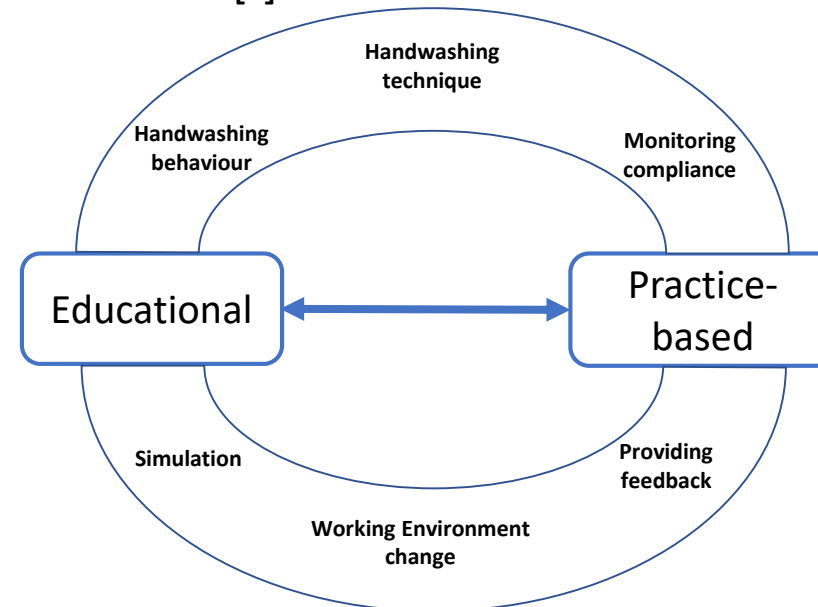 Handwashing
technique
Handwashing
behaviour
Monitoring
compliance
Educational
Practice-
based
Simulation
Providing
feedback
Working Environment
change